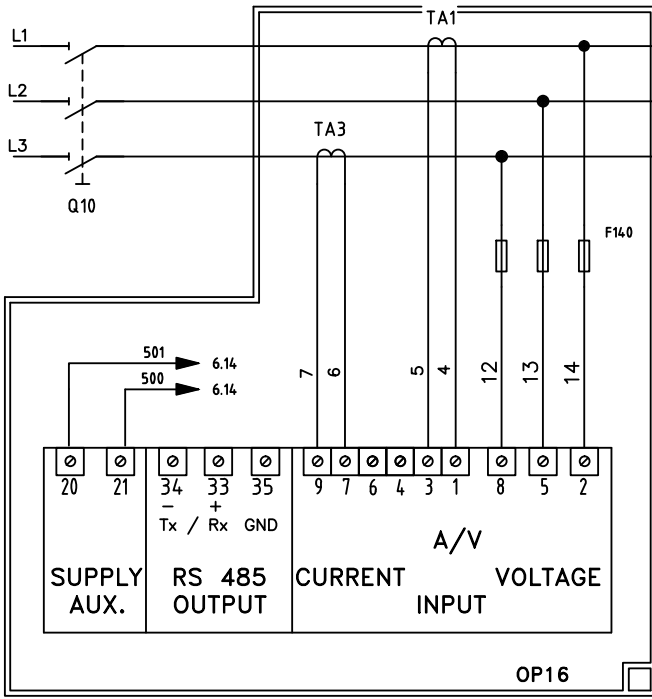 TA1
L1
L2
L3
TA3
Q10
F140
501
6.14
500
6.14
7
6
5
4
12
13
14
20
21
34
33
35
9
7
6
4
3
1
8
5
2
- +
Tx / Rx GND
A/V
SUPPLY
AUX.
RS 485
OUTPUT
CURRENT
VOLTAGE
INPUT
OP16